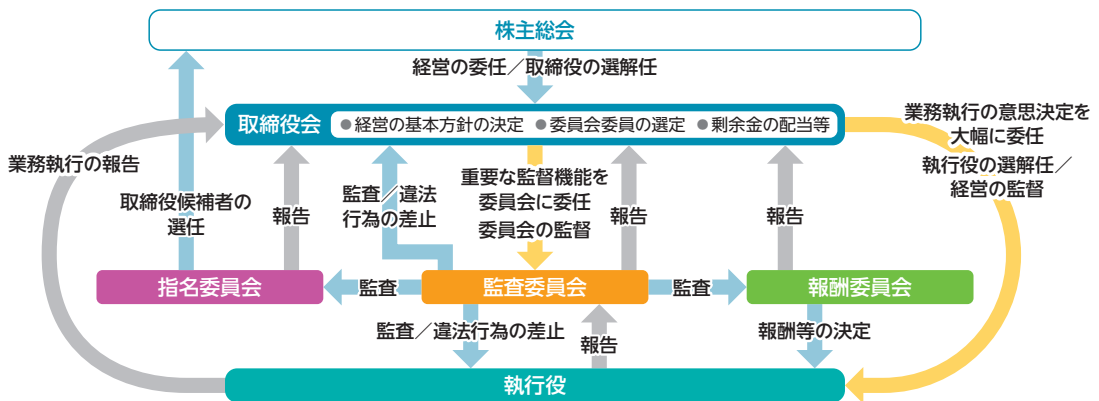 株主総会
経営の委任／取締役の選解任
取締役会 ●経営の基本方針の決定 ●委員会委員の選定 ●剰余金の配当等
業務執行の意思決定を
大幅に委任
執行役の選解任／
経営の監督
業務執行の報告
取締役候補者の
選任
報告
監査／違法
行為の差止
重要な監督機能を
委員会に委任
委員会の監督
報告
報告
指名委員会
監査
監査委員会
監査
報酬委員会
監査／違法行為の差止
報告
報酬等の決定
執行役